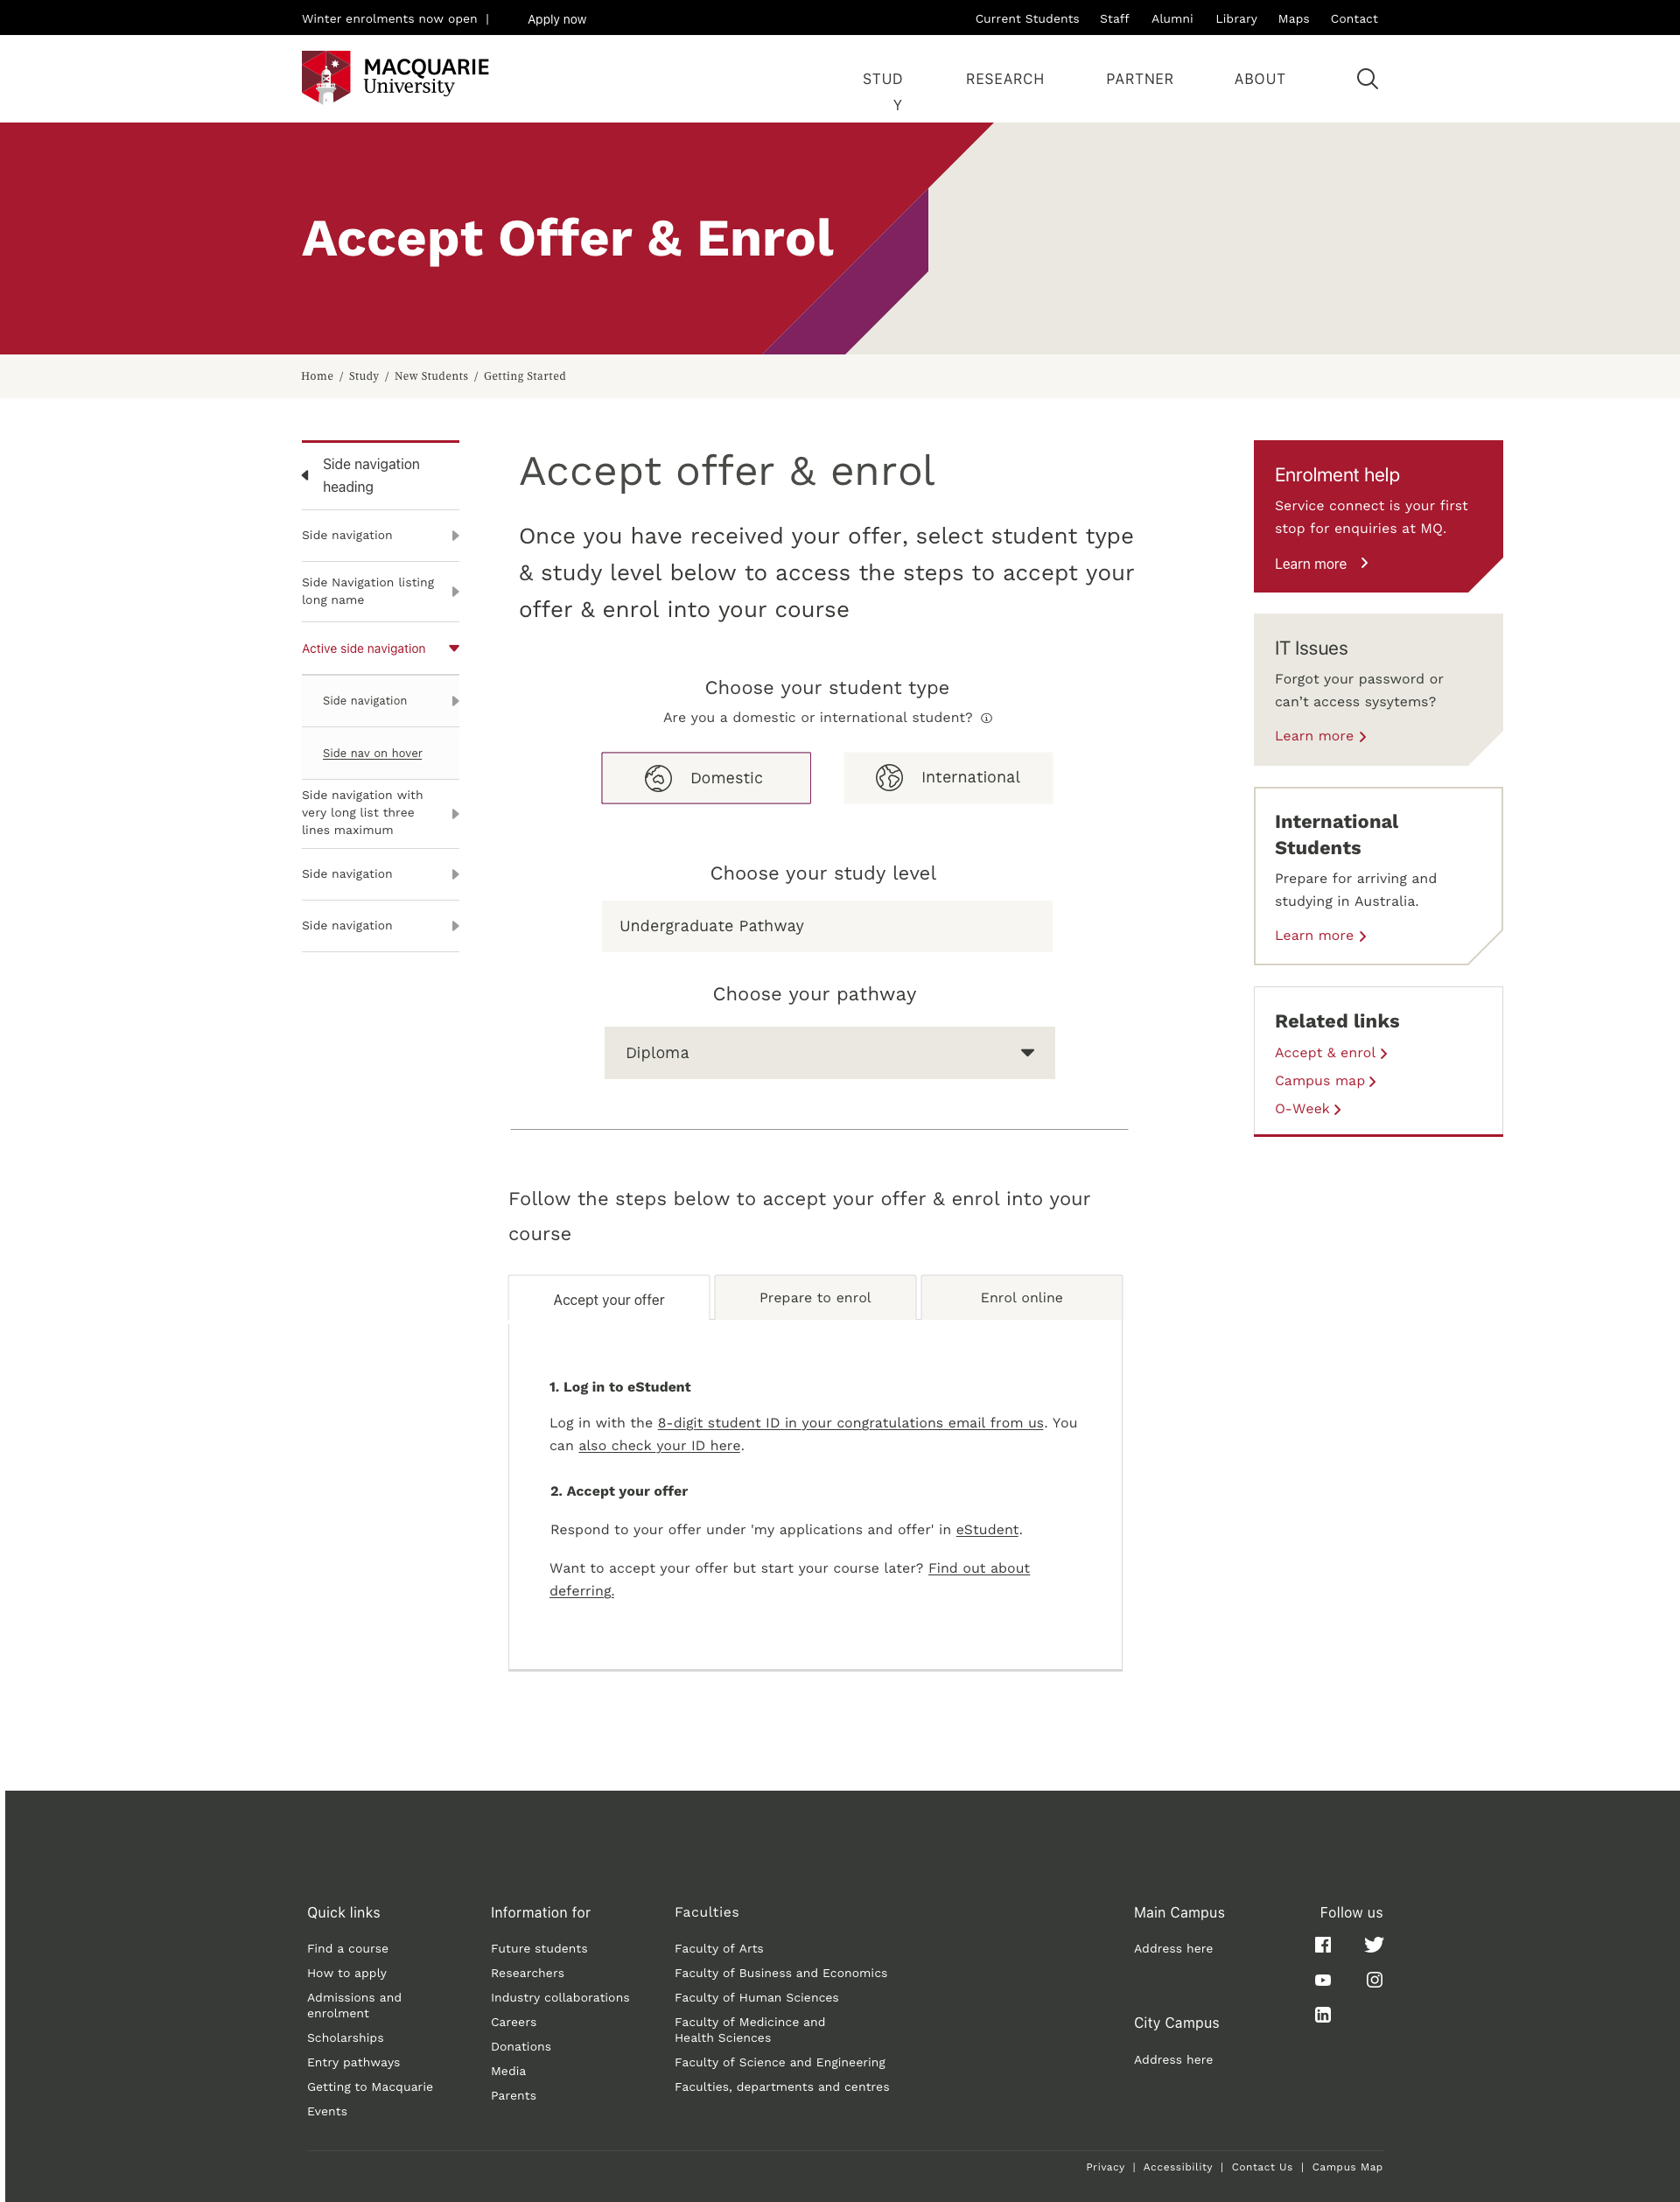 Winter enrolments now open | Apply now
Current Students Staff Alumni Library Maps Contact
MACQUARIE
University
STUD
Y
RESEARCH PARTNER ABOUT
Accept Offer & Enrol
Home / Study / New Students / Getting Started
Side navigation
heading
Side navigation
Side Navigation listing
long name
Active side navigation
Side navigation
Side nav on hover
Side navigation with
very long list three
lines maximum
Side navigation
Side navigation
Accept offer & enrol
Once you have received your offer, select student type
& study level below to access the steps to accept your
offer & enrol into your course
Choose your student type
Are you a domestic or international student?
Domestic
International
Choose your study level
Undergraduate Pathway
Choose your pathway
Diploma
Enrolment help
Service connect is your first
stop for enquiries at MQ.
Learn more
IT Issues
Forgot your password or
can’t access sysytems?
Learn more
International
Students
Prepare for arriving and
studying in Australia.
Learn more
Related links
Accept & enrol
Campus map
O-Week
Follow the steps below to accept your offer & enrol into your
course
Accept your offer
Prepare to enrol
Enrol online
1. Log in to eStudent
Log in with the 8-digit student ID in your congratulations email from us. You
can also check your ID here.
2. Accept your offer
Respond to your offer under 'my applications and offer' in eStudent.
Want to accept your offer but start your course later? Find out about
deferring.
Quick links
Find a course
How to apply
Admissions and
enrolment
Scholarships
Entry pathways
Getting to Macquarie
Events
Information for
Future students
Researchers
Industry collaborations
Careers
Donations
Media
Parents
Faculties
Faculty of Arts
Faculty of Business and Economics
Faculty of Human Sciences
Faculty of Medicince and
Health Sciences
Faculty of Science and Engineering
Faculties, departments and centres
Main Campus
Address here
City Campus
Address here
Follow us
Privacy | Accessibility | Contact Us | Campus Map